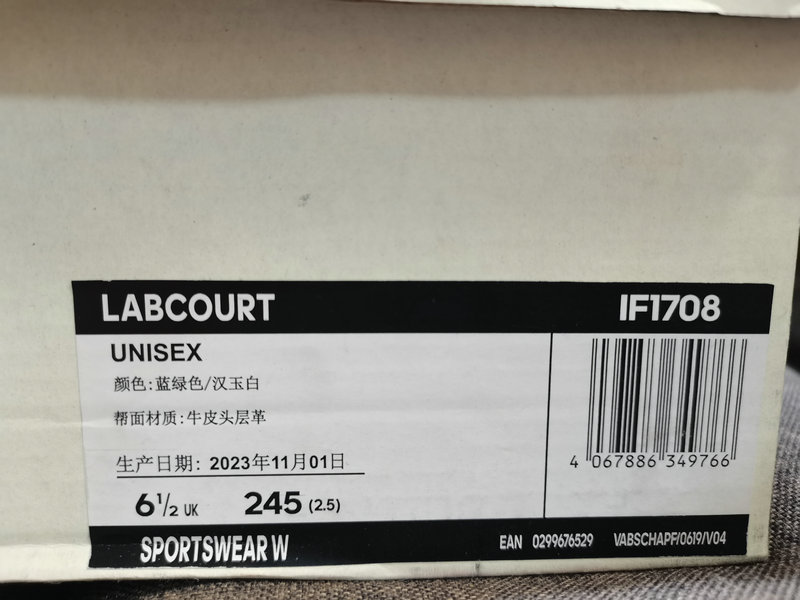 LABCOURT IF1708
UNISEX
颜色:蓝绿色/汉玉白
帮面材质:牛皮头层革
生产日期: 2023年11月01日
6½ UK 245 (2.5)
4 067886 349766
SPORTSWEAR W EAN 0299676529 VABSCHAPF/0619/V04